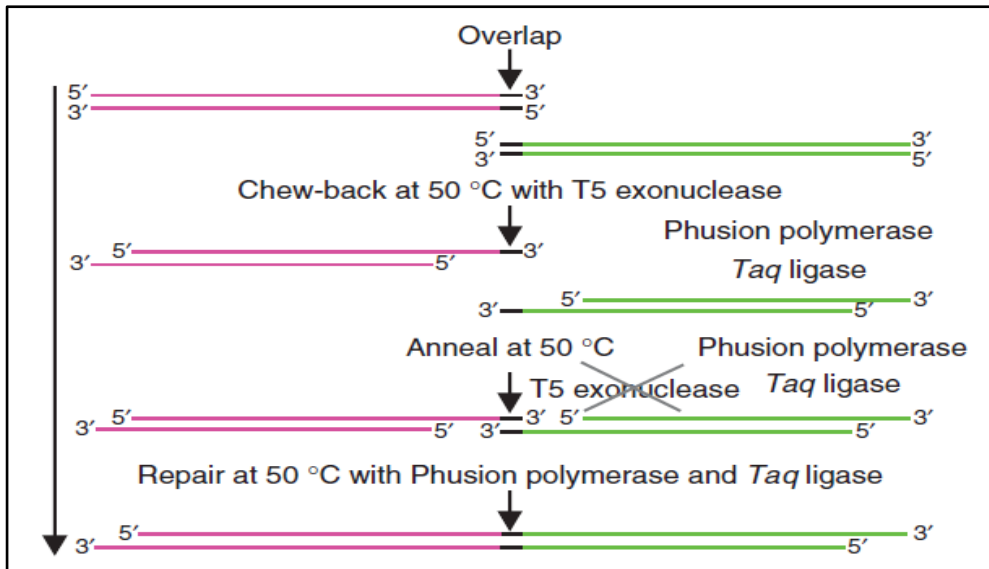 Overlap
5′ 3′
3′ 5′
5′ 3′
3′ 5′
Chew-back at 50 °C with T5 exonuclease
5′ 3′
3′ 5′
Phusion polymerase
Taq ligase
5′ 3′
3′ 5′
Anneal at 50 °C
Phusion polymerase
T5 exonuclease
Taq ligase
5′ 3′ 5′ 3′
3′ 5′ 3′ 5′
Repair at 50 °C with Phusion polymerase and Taq ligase
5′ 3′
3′ 5′